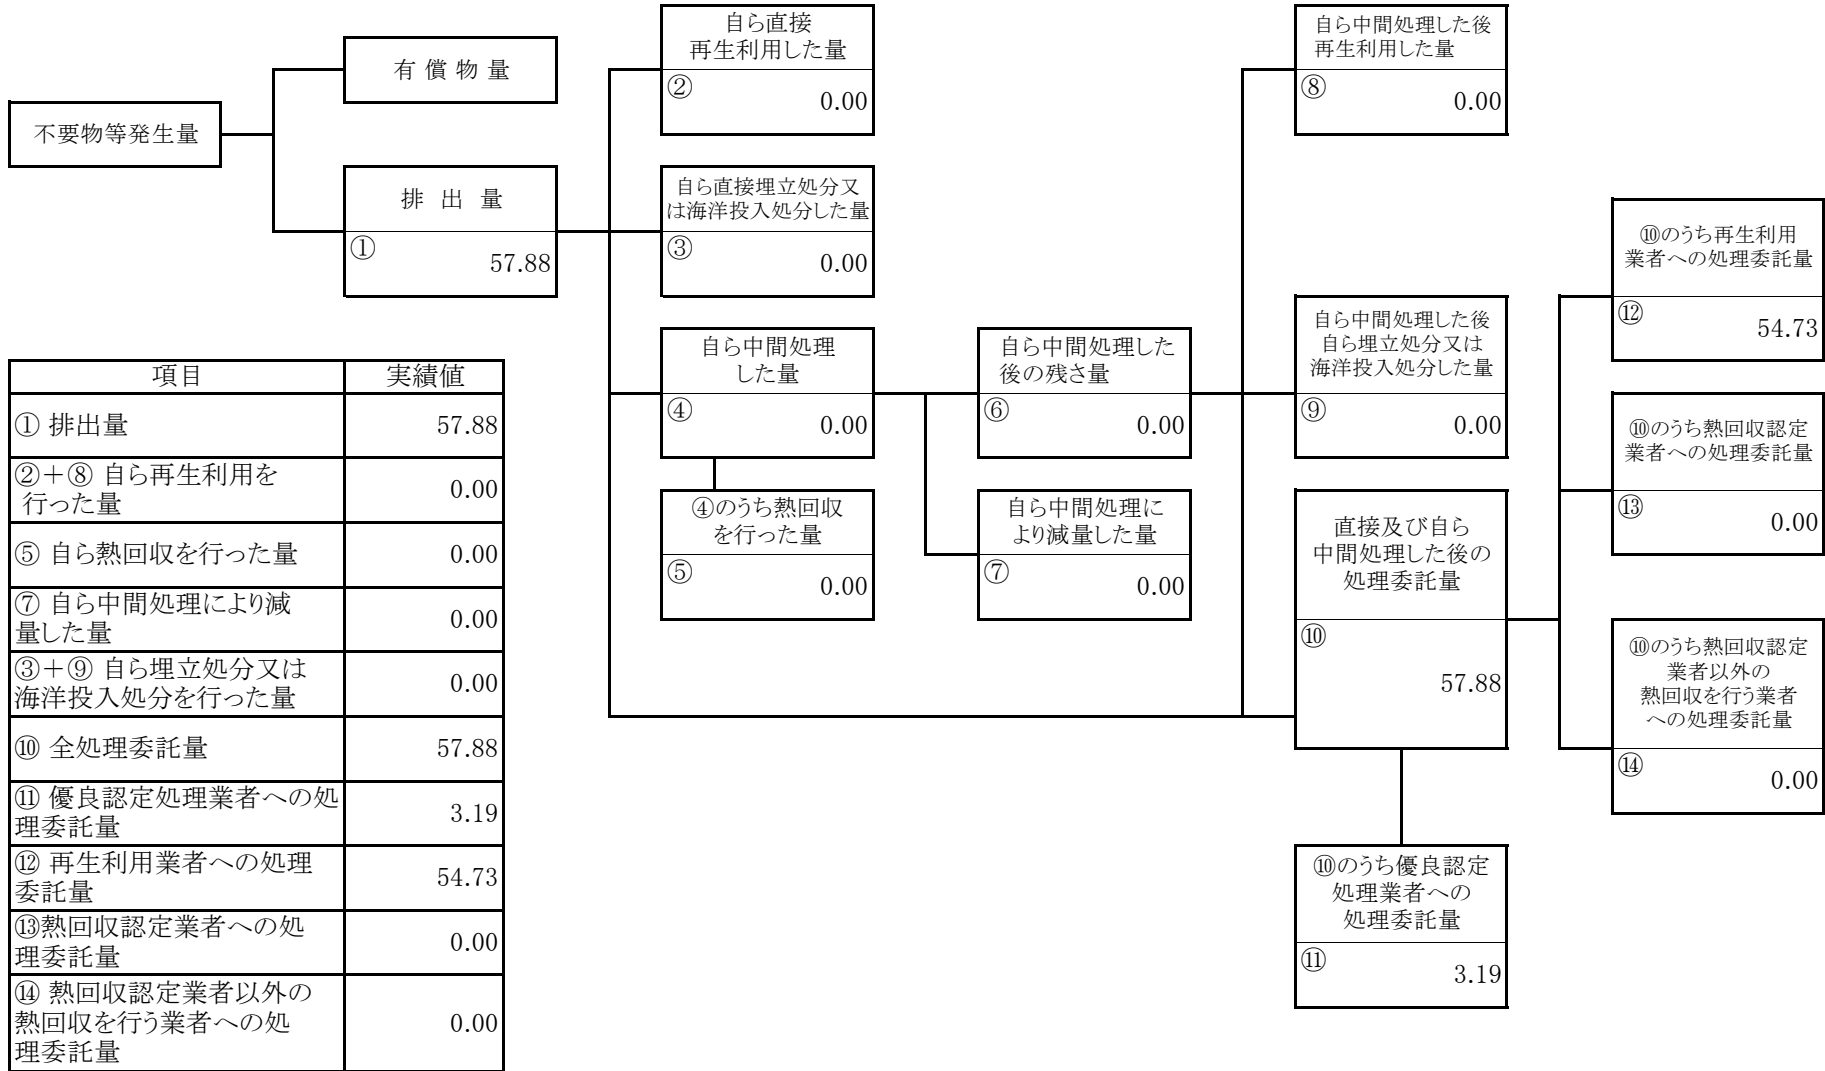 不要物等発生量
有償物量
排出量
①
57.88
自ら直接
再生利用した量
②
0.00
自ら直接埋立処分又
は海洋投入処分した量
③
0.00
自ら中間処理
した量
④
0.00
④のうち熱回収
を行った量
⑤
0.00
自ら中間処理した
後の残さ量
⑥
0.00
自ら中間処理に
より減量した量
⑦
0.00
自ら中間処理した後
再生利用した量
⑧
0.00
自ら中間処理した後
自ら埋立処分又は
海洋投入処分した量
⑨
0.00
直接及び自ら
中間処理した後の
処理委託量
⑩
57.88
⑩のうち優良認定
処理業者への
処理委託量
⑪
3.19
⑩のうち再生利用
業者への処理委託量
⑫
54.73
⑩のうち熱回収認定
業者への処理委託量
⑬
0.00
⑩のうち熱回収認定
業者以外の
熱回収を行う業者
への処理委託量
⑭
0.00
項目 実績値
① 排出量 57.88
②+⑧ 自ら再生利用を
行った量 0.00
⑤ 自ら熱回収を行った量 0.00
⑦ 自ら中間処理により減
量した量 0.00
③+⑨ 自ら埋立処分又は
海洋投入処分を行った量 0.00
⑩ 全処理委託量 57.88
⑪ 優良認定処理業者への処
理委託量 3.19
⑫ 再生利用業者への処理
委託量 54.73
⑬熱回収認定業者への処
理委託量 0.00
⑭ 熱回収認定業者以外の
熱回収を行う業者への処
理委託量 0.00